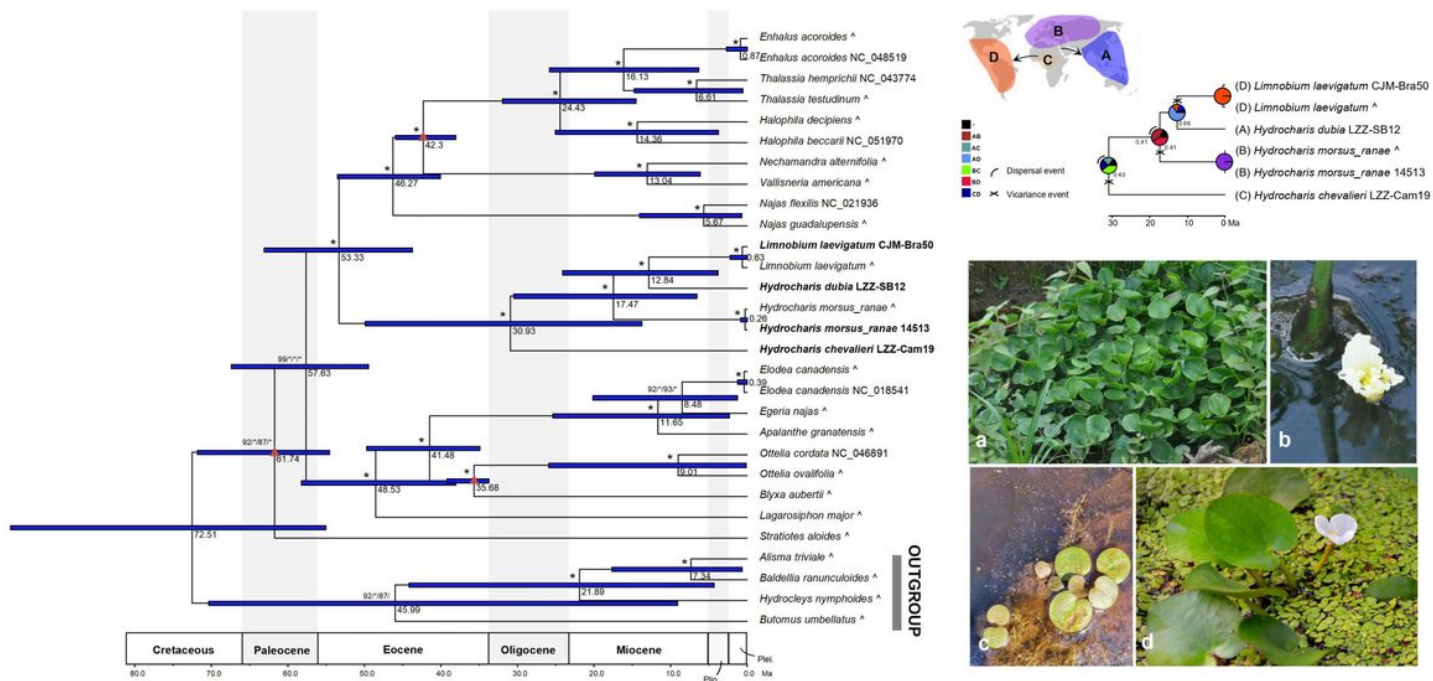 Enhalus acoroides ^
0.87
Enhalus acoroides NC_048519
16.13
Thalassia hemprichii NC_043774
6.61
Thalassia testudinum ^
24.43
Halophila decipiens ^
14.36
Halophila beccarii NC_051970
42.3
Nechamandra alternifolia ^
13.04
Vallisneria americana ^
46.27
Najas flexilis NC_021936
5.67
Najas guadalupensis ^
53.33
Limnobium laevigatum CJM-Bra50
0.63
Limnobium laevigatum ^
12.84
Hydrocharis dubia LZZ-SB12
17.47
Hydrocharis morsus_ranae ^
0.26
Hydrocharis morsus_ranae 14513
30.93
Hydrocharis chevalieri LZZ-Cam19
99/*/*/*
57.63
Elodea canadensis ^
0.39
Elodea canadensis NC_018541
92/*/93/*
8.48
Egeria najas ^
11.65
Apalanthe granatensis ^
92/*/87/*
61.74
41.48
Ottelia cordata NC_046891
9.01
Ottelia ovalifolia ^
35.68
48.53
Blyxa aubertii ^
Lagarosiphon major ^
72.51
Stratiotes aloides ^
Alisma triviale ^
7.34
Baldellia ranunculoides ^
21.89
Hydrocleys nymphoides ^
92/*/87/
45.99
Butomus umbellatus ^
OUTGROUP
Cretaceous Paleocene Eocene Oligocene Miocene
Plio.
Plei.
80.0 70.0 60.0 50.0 40.0 30.0 20.0 10.0 0.0 Ma
B
D C A
(D) Limnobium laevigatum CJM-Bra50
(D) Limnobium laevigatum ^
0.66
(A) Hydrocharis dubia LZZ-SB12
0.41
0.41
(B) Hydrocharis morsus_ranae ^
(B) Hydrocharis morsus_ranae 14513
(C) Hydrocharis chevalieri LZZ-Cam19
AB
AC
AD
BC
BD
CD
Dispersal event
Vicariance event
30 20 10 0 Ma
a
b
c
d